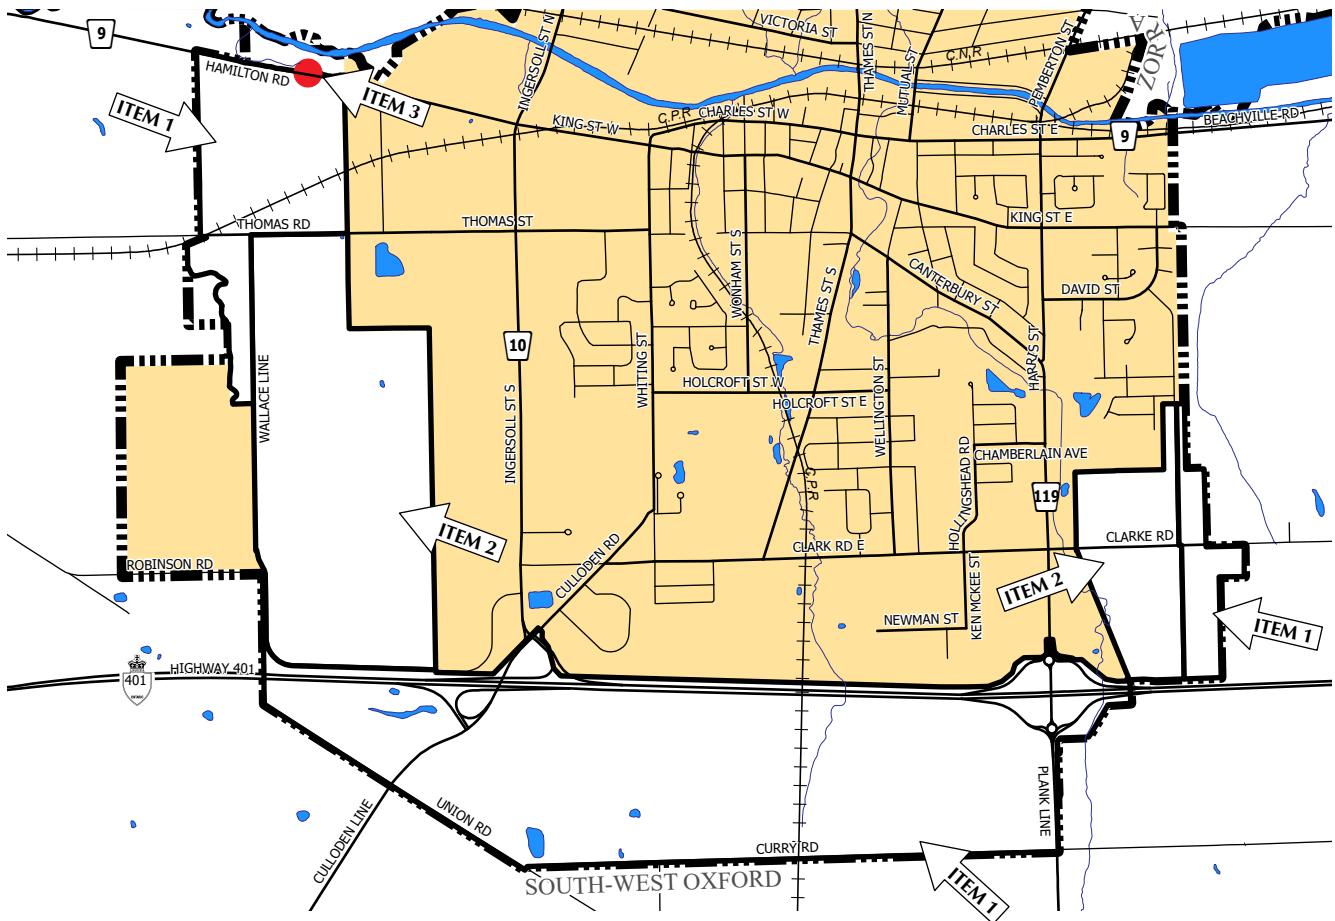 9
VICTORIA ST
INGERSOLL ST N
THAMES ST N
MUTUAL ST
C.N.R
PEMBERTON ST
ZORRA
HAMILTON RD
ITEM 1
ITEM 3
KING ST W
C.P.R
CHARLES ST W
CHARLES ST E
9
BEACHVILLE RD
THOMAS RD
THOMAS ST
KING ST E
WONHAM ST S
THAMES ST S
CANTERBURY ST
DAVID ST
10
WALLACE LINE
WHITING ST
HARRIS ST
HOLCROFT ST W
HOLCROFT ST E
WELLINGTON ST
INGERSOLL ST S
HOLLINGSHEAD RD
CHAMBERLAIN AVE
C.P.R
119
ITEM 2
CULLODEN RD
CLARK RD E
CLARKE RD
ROBINSON RD
ITEM 2
KEN MCKEE ST
NEWMAN ST
ITEM 1
HIGHWAY 401
401
ONTARIO
CULLODEN LINE
UNION RD
PLANK LINE
CURRY RD
SOUTH-WEST OXFORD
ITEM 1